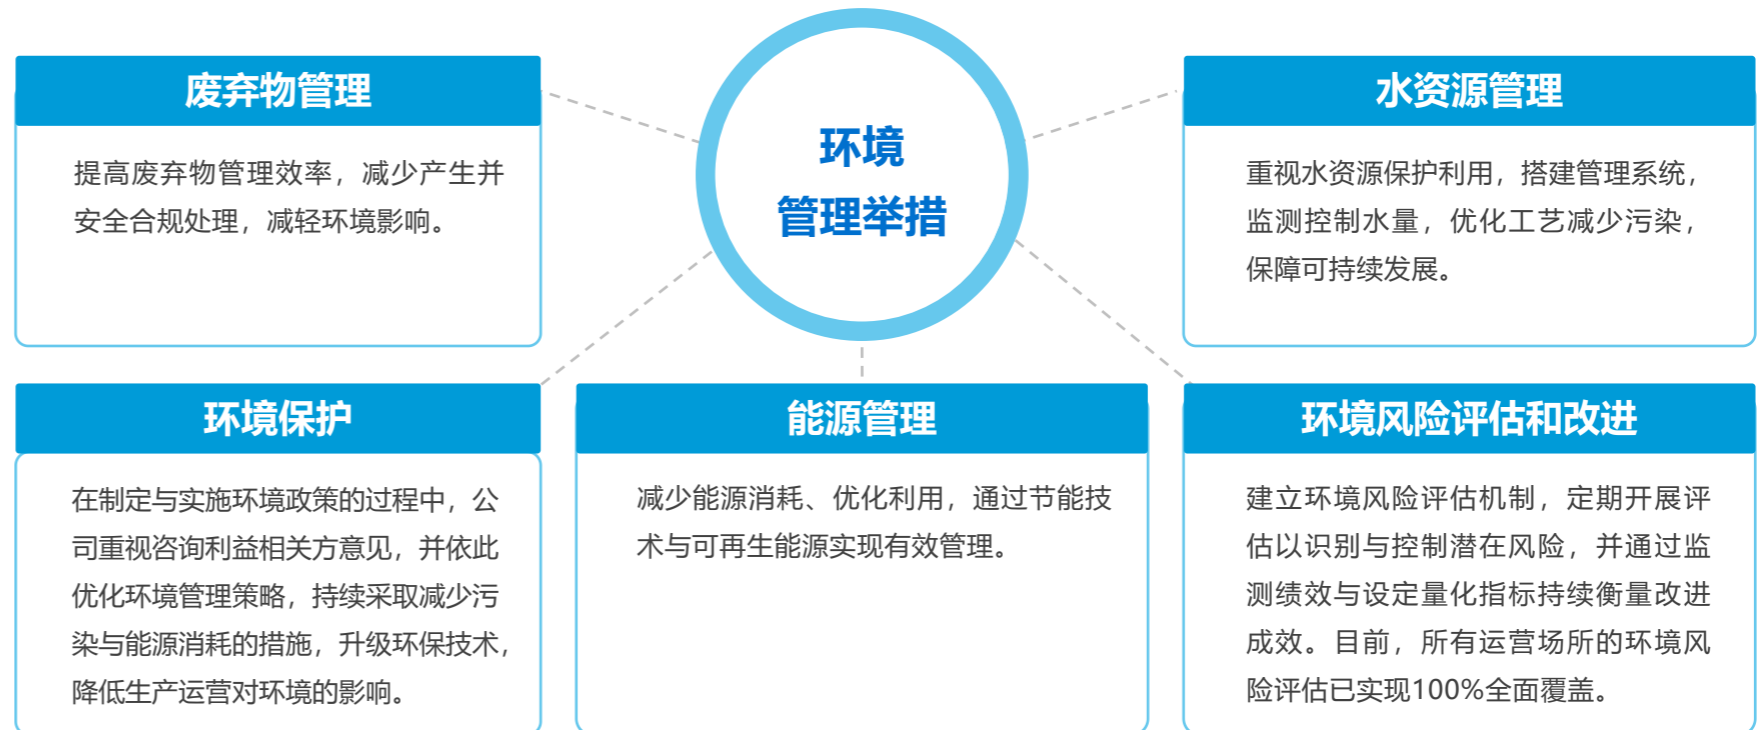 环境
管理举措
废弃物管理
提高废弃物管理效率，减少产生并
安全合规处理，减轻环境影响。
水资源管理
重视水资源保护利用，搭建管理系统，
监测控制水量，优化工艺减少污染，
保障可持续发展。
环境保护
在制定与实施环境政策的过程中，公
司重视咨询利益相关方意见，并依此
优化环境管理策略，持续采取减少污
染与能源消耗的措施，升级环保技术，
降低生产运营对环境的影响。
能源管理
减少能源消耗、优化利用，通过节能技
术与可再生能源实现有效管理。
环境风险评估和改进
建立环境风险评估机制，定期开展评
估以识别与控制潜在风险，并通过监
测绩效与设定量化指标持续衡量改进
成效。目前，所有运营场所的环境风
险评估已实现100%全面覆盖。